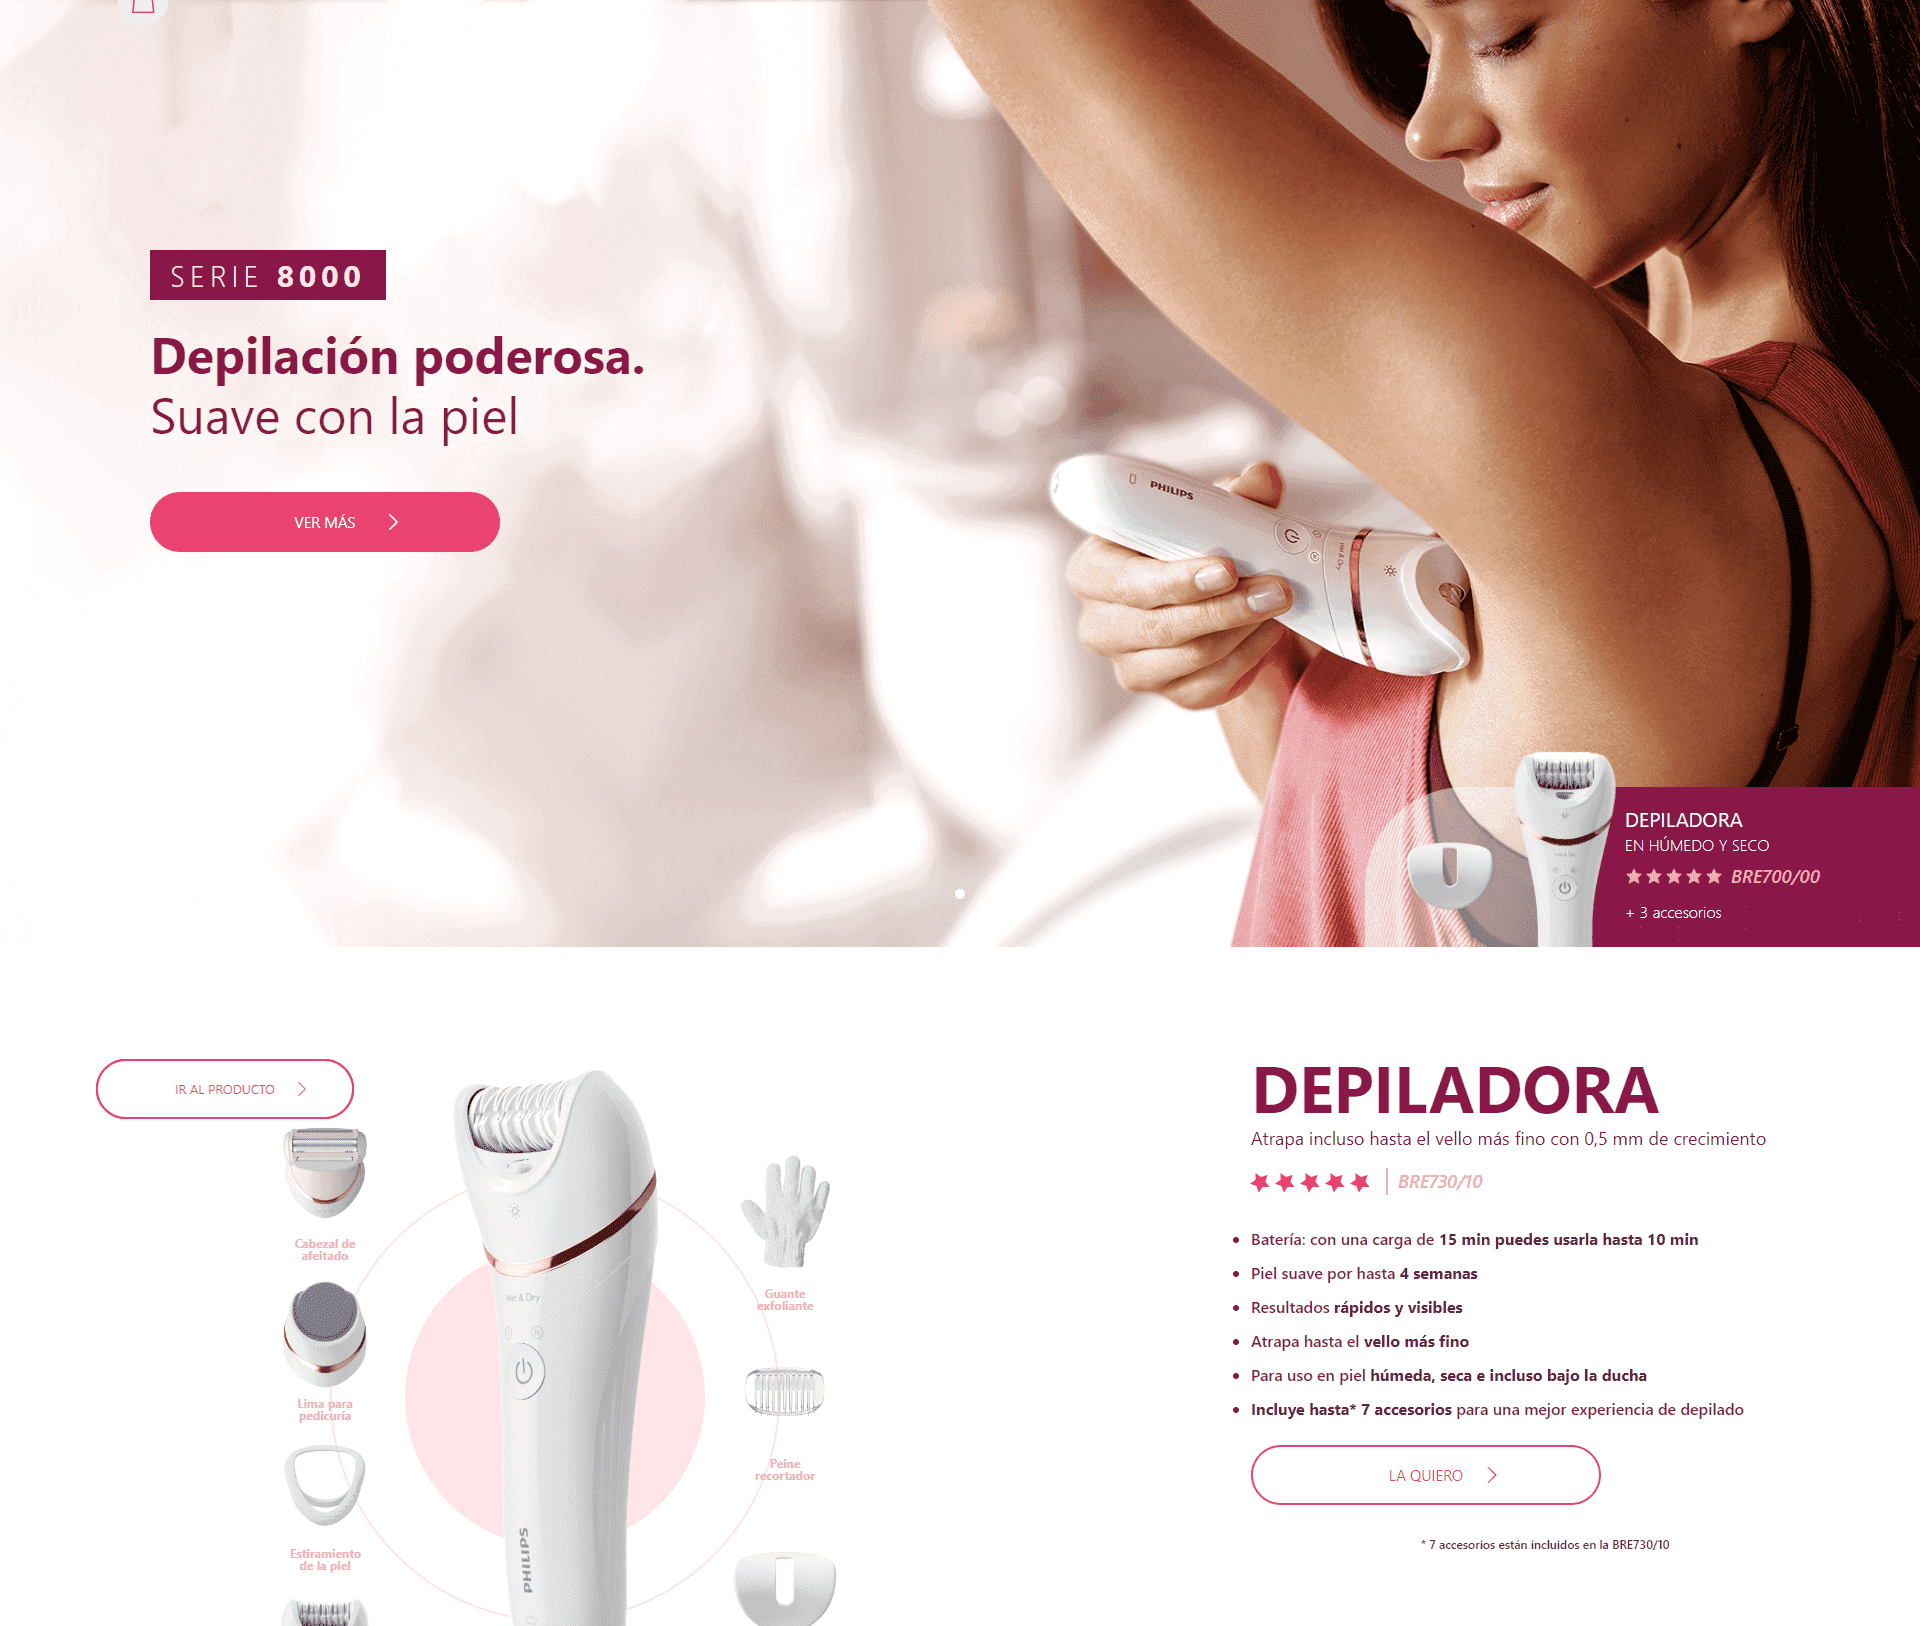 SERIE 8000
Depilación poderosa.
Suave con la piel
VER MÁS
PHILIPS
Wet & Dry
DEPILADORA
EN HÚMEDO Y SECO
BRE700/00
+ 3 accesorios
IR AL PRODUCTO
Cabezal de
afeitado
Lima para
pedicuría
Estiramiento
de la piel
Wet & Dry
PHILIPS
Guante
exfoliante
Peine
recortador
DEPILADORA
Atrapa incluso hasta el vello más fino con 0,5 mm de crecimiento
BRE730/10
Batería: con una carga de 15 min puedes usarla hasta 10 min
Piel suave por hasta 4 semanas
Resultados rápidos y visibles
Atrapa hasta el vello más fino
Para uso en piel húmeda, seca e incluso bajo la ducha
Incluye hasta* 7 accesorios para una mejor experiencia de depilado
LA QUIERO
* 7 accesorios están incluidos en la BRE730/10